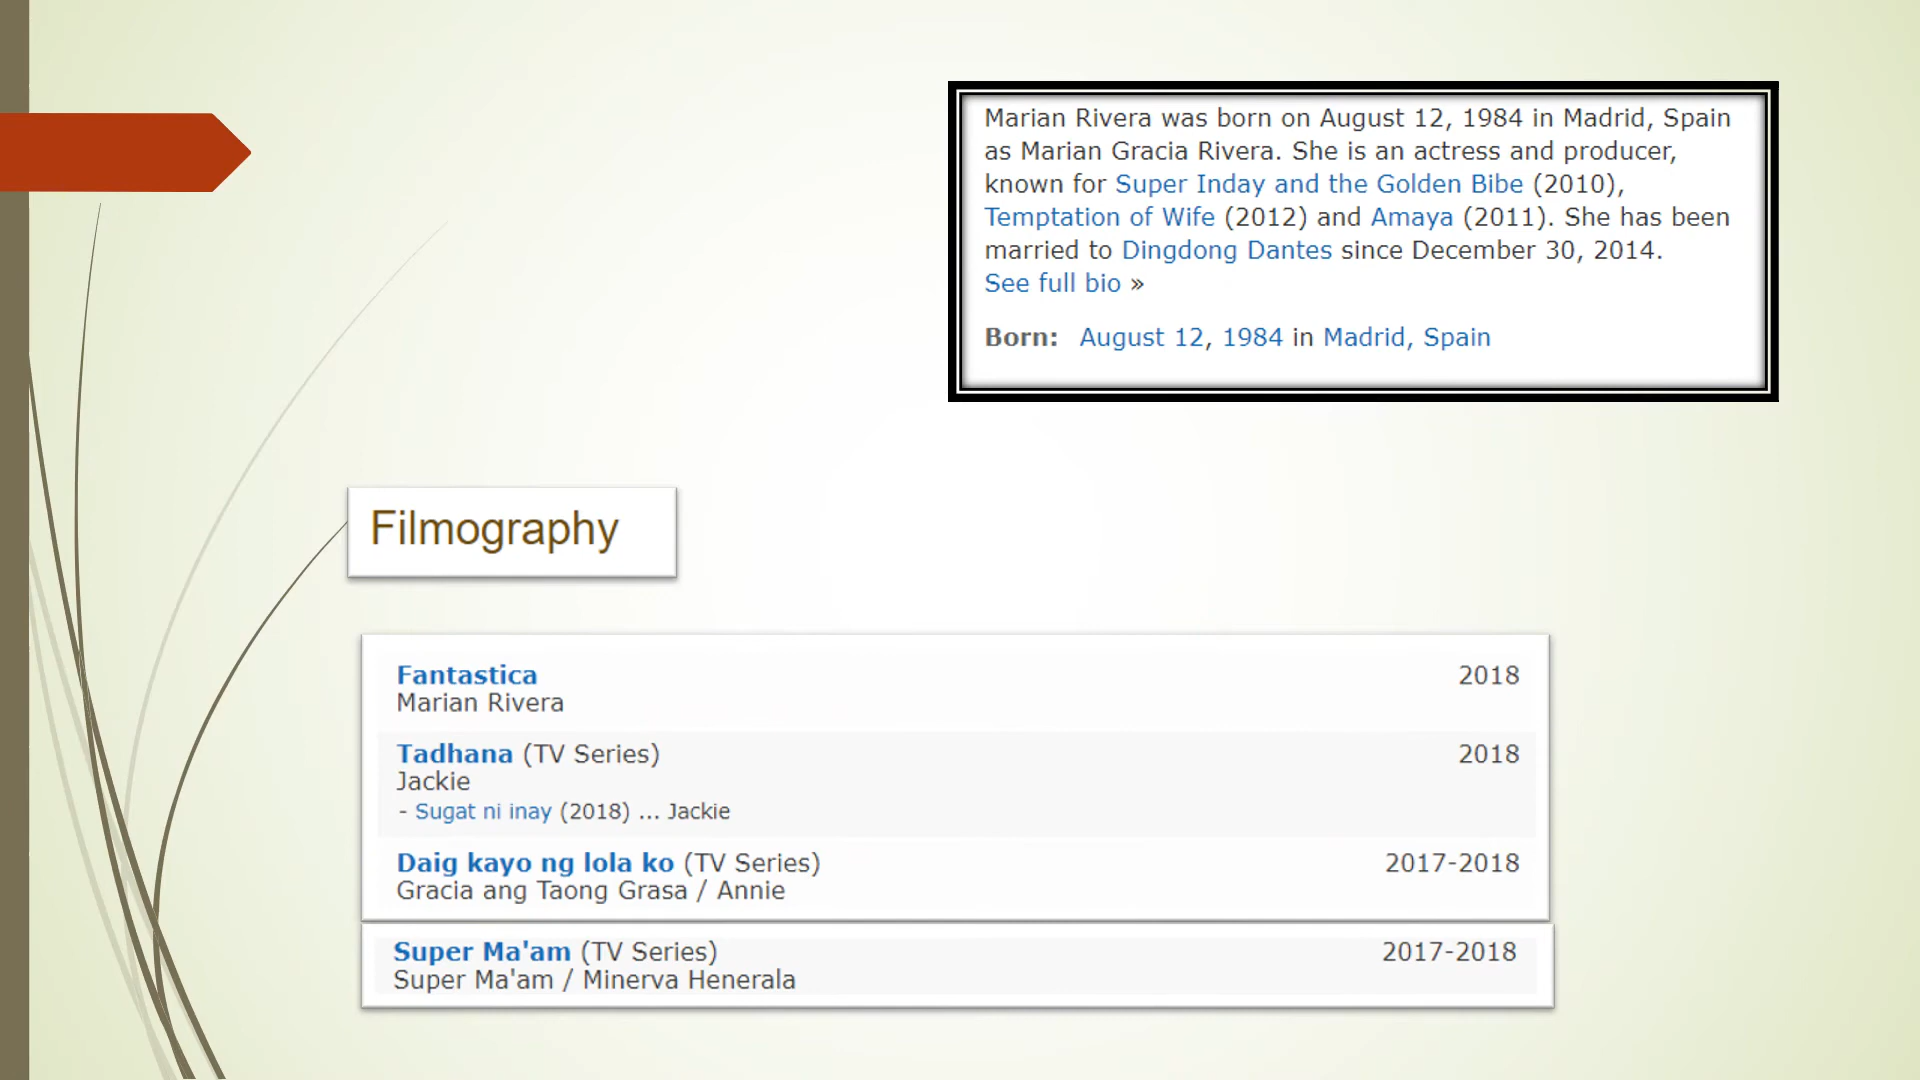 Marian Rivera was born on August 12, 1984 in Madrid, Spain
as Marian Gracia Rivera. She is an actress and producer,
known for Super Inday and the Golden Bibe (2010),
Temptation of Wife (2012) and Amaya (2011). She has been
married to Dingdong Dantes since December 30, 2014.
See full bio »
Born: August 12, 1984 in Madrid, Spain
Filmography
Fantastica 2018
Marian Rivera
Tadhana (TV Series) 2018
Jackie
- Sugat ni inay (2018) ... Jackie
Daig kayo ng lola ko (TV Series) 2017-2018
Gracia ang Taong Grasa / Annie
Super Ma'am (TV Series) 2017-2018
Super Ma'am / Minerva Henerala